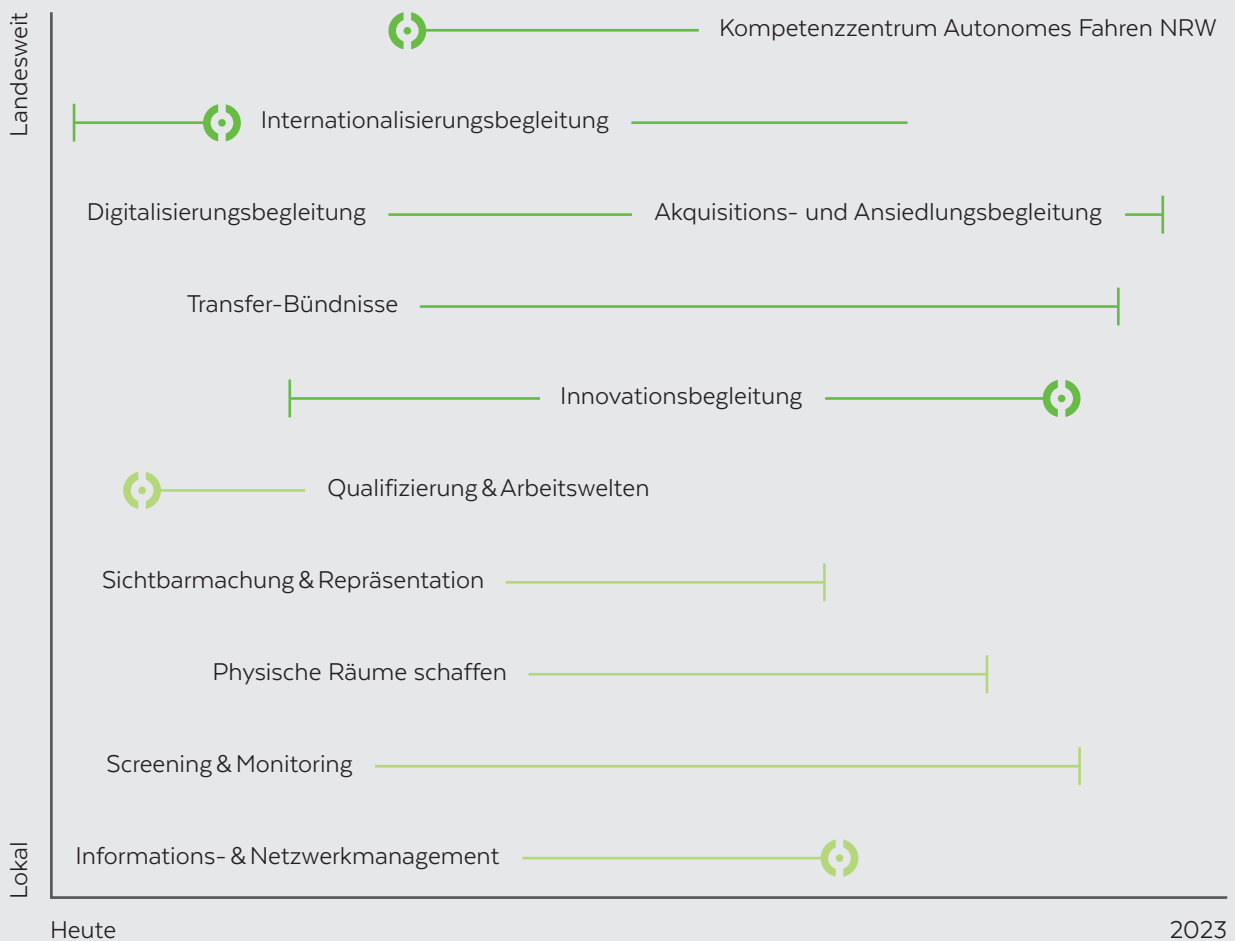 Landesweit
Kompetenzzentrum Autonomes Fahren NRW
Internationalisierungsbegleitung
Digitalisierungsbegleitung
Akquisitions- und Ansiedlungsbegleitung
Transfer-Bündnisse
Innovationsbegleitung
Qualifizierung & Arbeitswelten
Sichtbarmachung & Repräsentation
Physische Räume schaffen
Screening & Monitoring
Informations- & Netzwerkmanagement
Lokal
Heute
2023